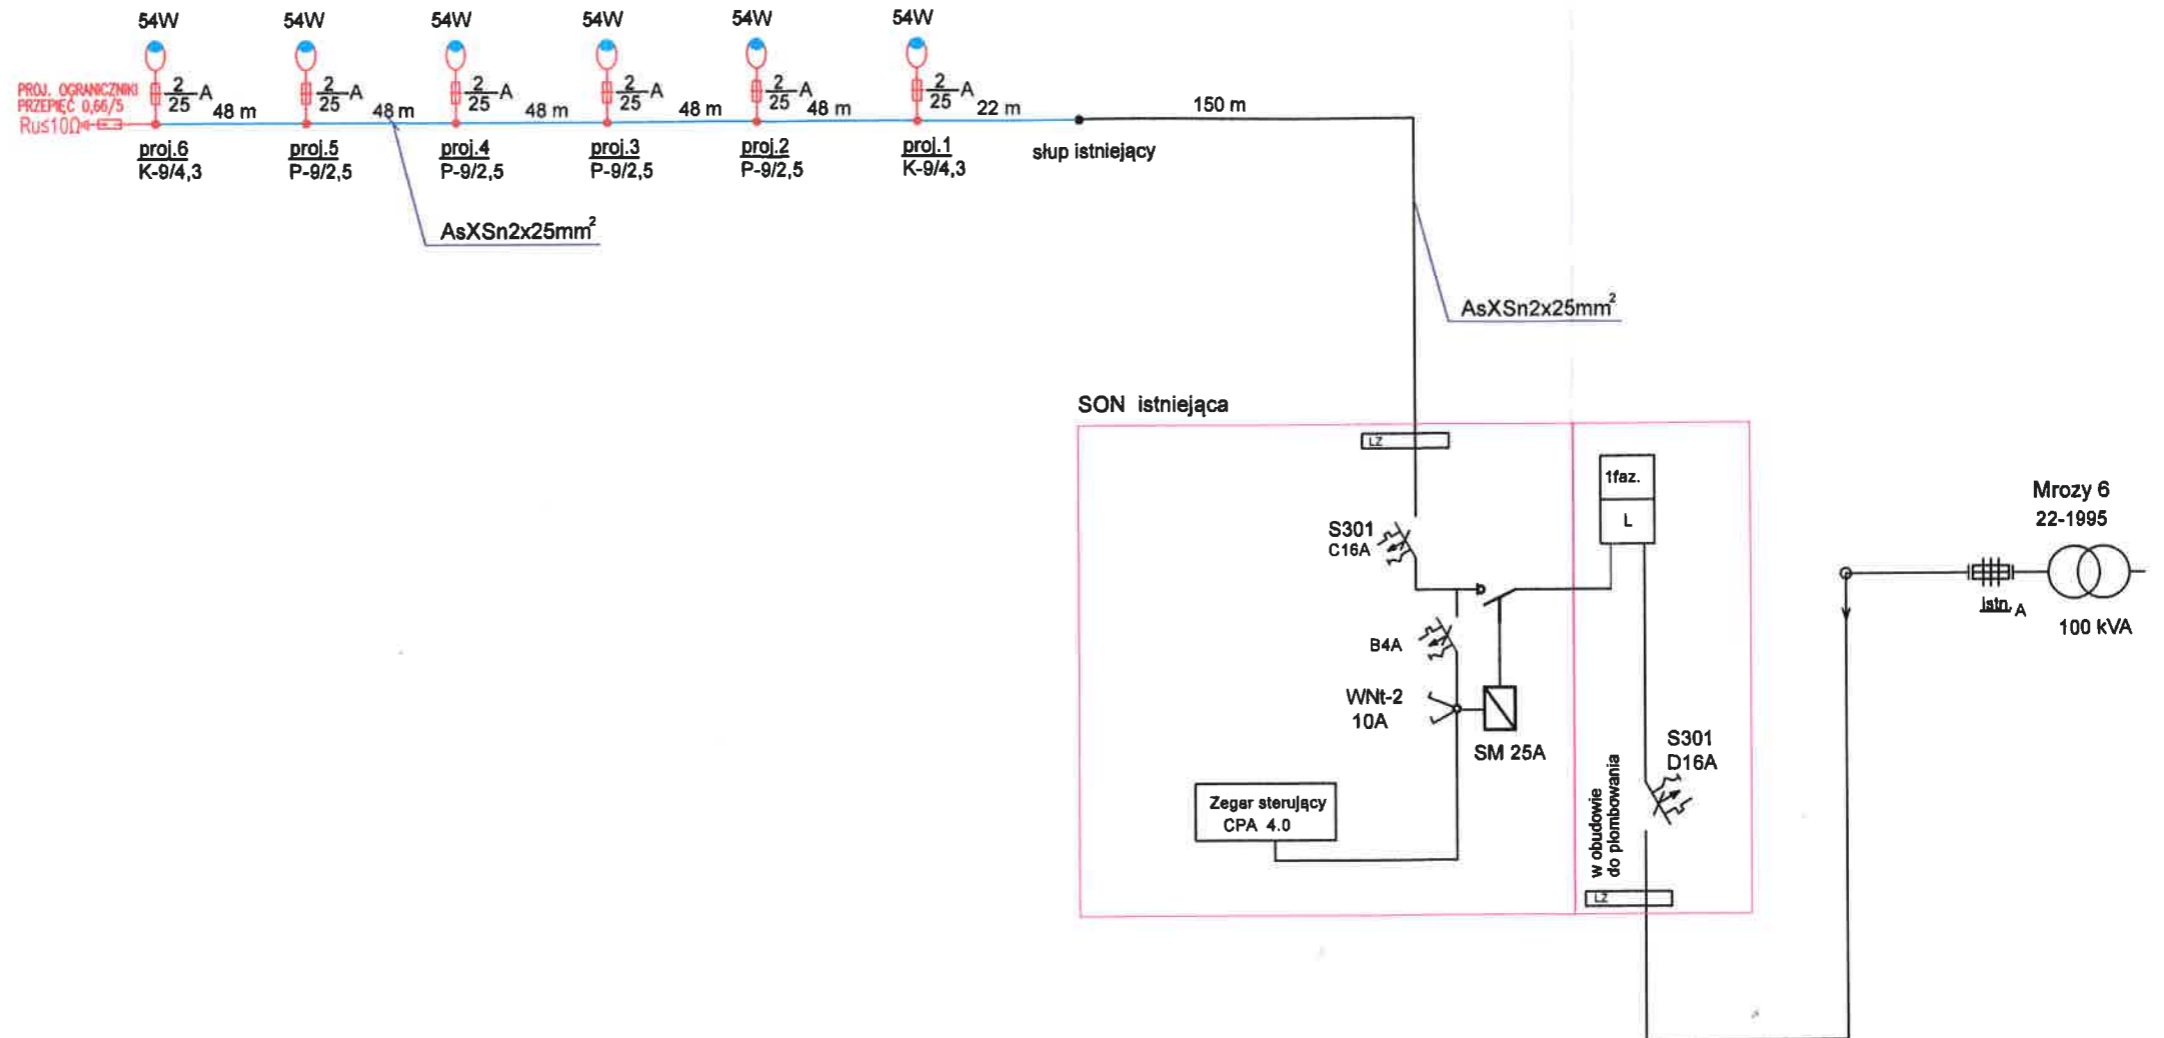 54W 54W 54W 54W 54W 54W
PROJ. OGRANICZNIKI
PRZEPIĘĆ 0,66/5
Ru≤10Ω
2/25 A 2/25 A 2/25 A 2/25 A 2/25 A 2/25 A
48 m 48 m 48 m 48 m 48 m 22 m 150 m
proj.6 proj.5 proj.4 proj.3 proj.2 proj.1
K-9/4,3 P-9/2,5 P-9/2,5 P-9/2,5 P-9/2,5 K-9/4,3
słup istniejący
AsXSn2x25mm²
AsXSn2x25mm²
SON istniejąca
LZ
1faz.
L
S301
C16A
B4A
WNt-2
10A
SM 25A
Zegar sterujący
CPA 4.0
S301
D16A
w obudowie
do plombowania
LZ
Mrozy 6
22-1995
istn. A
100 kVA